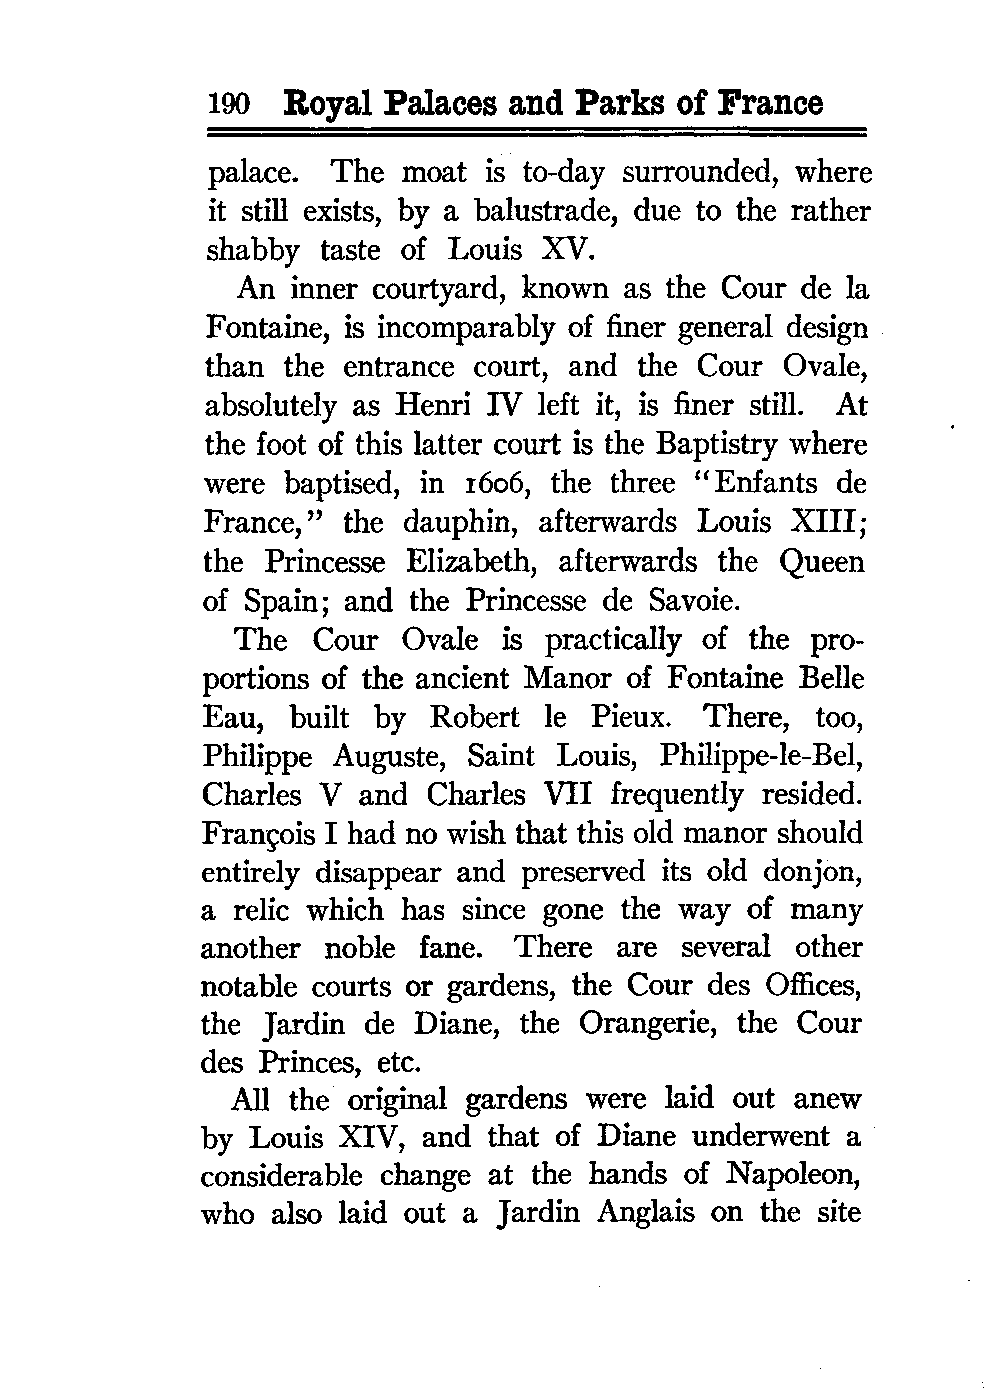 190 Royal Palaces and Parks of France
palace. The moat is to-day surrounded, where
it still exists, by a balustrade, due to the rather
shabby taste of Louis XV.
An inner courtyard, known as the Cour de la
Fontaine, is incomparably of finer general design
than the entrance court, and the Cour Ovale,
absolutely as Henri IV left it, is finer still. At
the foot of this latter court is the Baptistry where
were baptised, in 1606, the three "Enfants de
France," the dauphin, afterwards Louis XIII;
the Princesse Elizabeth, afterwards the Queen
of Spain; and the Princesse de Savoie.
The Cour Ovale is practically of the pro-
portions of the ancient Manor of Fontaine Belle
Eau, built by Robert le Pieux. There, too,
Philippe Auguste, Saint Louis, Philippe-le-Bel,
Charles V and Charles VII frequently resided.
François I had no wish that this old manor should
entirely disappear and preserved its old donjon,
a relic which has since gone the way of many
another noble fane. There are several other
notable courts or gardens, the Cour des Offices,
the Jardin de Diane, the Orangerie, the Cour
des Princes, etc.
All the original gardens were laid out anew
by Louis XIV, and that of Diane underwent a
considerable change at the hands of Napoleon,
who also laid out a Jardin Anglais on the site